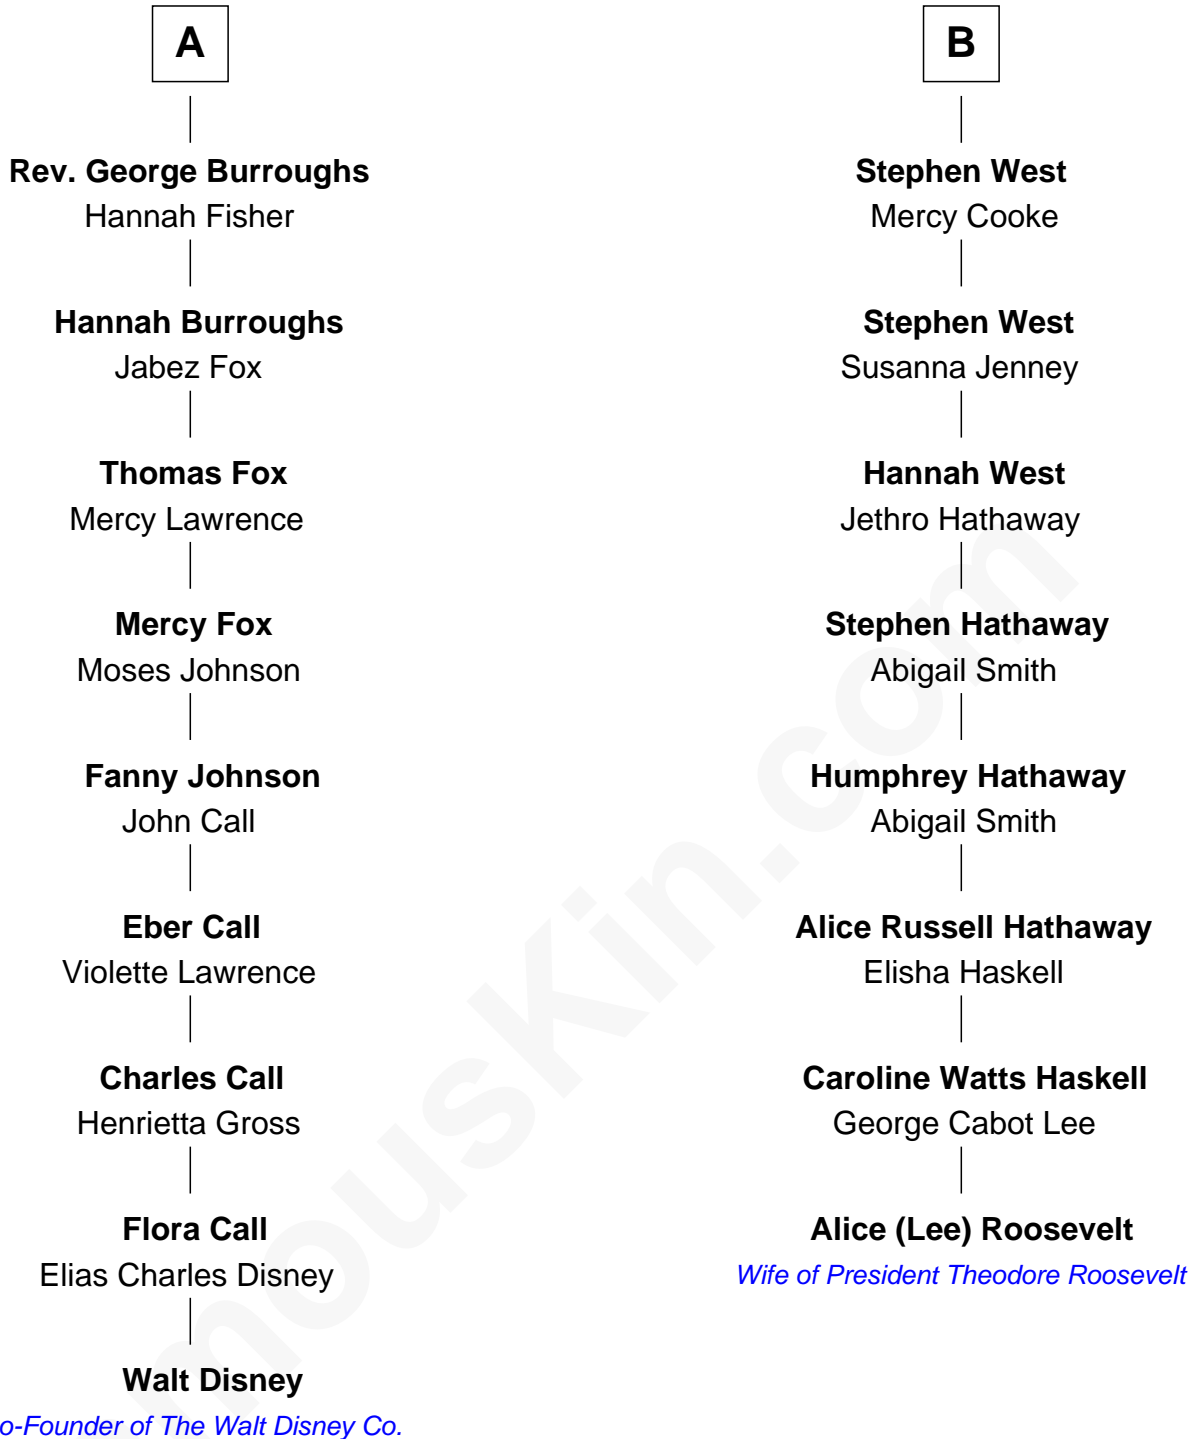 A
Rev. George Burroughs
Hannah Fisher
Hannah Burroughs
Jabez Fox
Thomas Fox
Mercy Lawrence
Mercy Fox
Moses Johnson
Fanny Johnson
John Call
Eber Call
Violette Lawrence
Charles Call
Henrietta Gross
Flora Call
Elias Charles Disney
Walt Disney
o-Founder of The Walt Disney Co.
B
Stephen West
Mercy Cooke
Stephen West
Susanna Jenney
Hannah West
Jethro Hathaway
Stephen Hathaway
Abigail Smith
Humphrey Hathaway
Abigail Smith
Alice Russell Hathaway
Elisha Haskell
Caroline Watts Haskell
George Cabot Lee
Alice (Lee) Roosevelt
Wife of President Theodore Roosevelt
mouskin.com